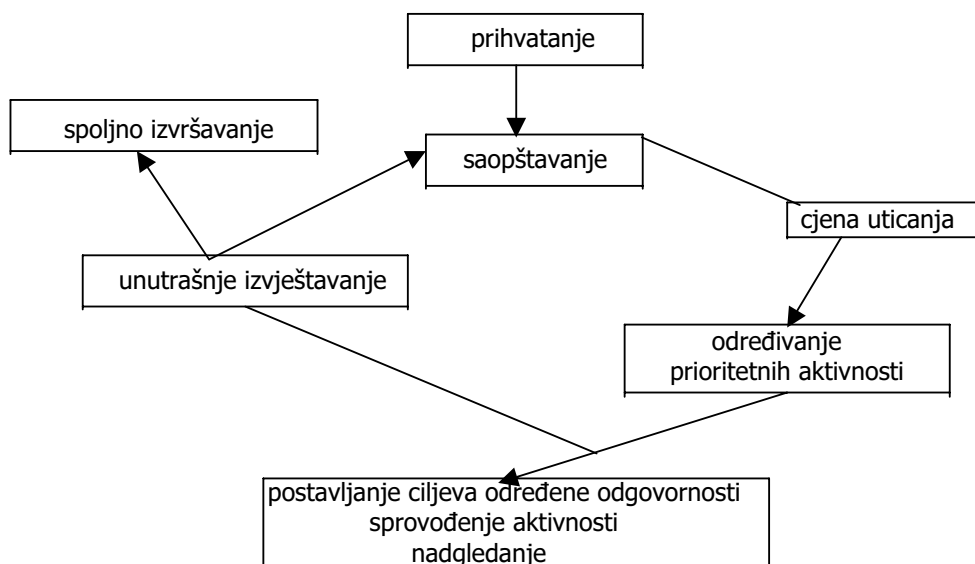 prihvatanje
spoljno izvršavanje
saopštavanje
cjena uticanja
unutrašnje izvještavanje
određivanje
prioritetnih aktivnosti
postavljanje ciljeva određene odgovornosti
sprovođenje aktivnosti
nadgledanje